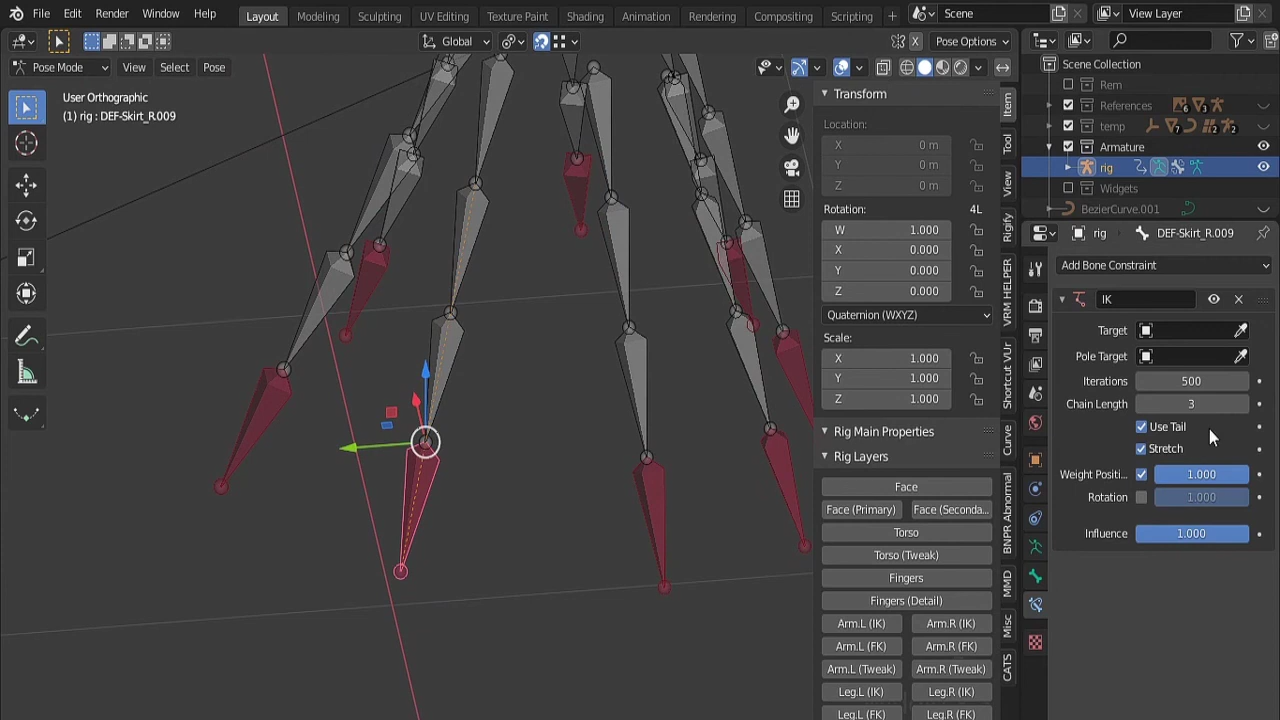 File Edit Render Window Help Layout Modeling Sculpting UV Editing Texture Paint Shading Animation Rendering Compositing Scripting Scene View Layer
Global Pose Options
Pose Mode View Select Pose
User Orthographic
(1) rig : DEF-Skirt_R.009
Transform
Location:
X 0 m
Y 0 m
Z 0 m
Rotation: 4L
W 1.000
X 0.000
Y 0.000
Z 0.000
Quaternion (WXYZ)
Scale:
X 1.000
Y 1.000
Z 1.000
Rig Main Properties
Rig Layers
Face
Face (Primary) Face (Seconda...
Torso
Torso (Tweak)
Fingers
Fingers (Detail)
Arm.L (IK) Arm.R (IK)
Arm.L (FK) Arm.R (FK)
Arm.L (Tweak) Arm.R (Tweak)
Leg.L (IK) Leg.R (IK)
Leg.L (FK) Leg.R (FK)
Item
Tool
View
Rigify
VRM HELPER
Shortcut VUr
Curve
BNPR Abnormal
MMD
Misc
CATS
Scene Collection
Rem
References 6 3
temp 7 2 2
Armature
rig
Widgets
BezierCurve.001
rig DEF-Skirt_R.009
Add Bone Constraint
IK
Target
Pole Target
Iterations 500
Chain Length 3
Use Tail
Stretch
Weight Positi... 1.000
Rotation 1.000
Influence 1.000